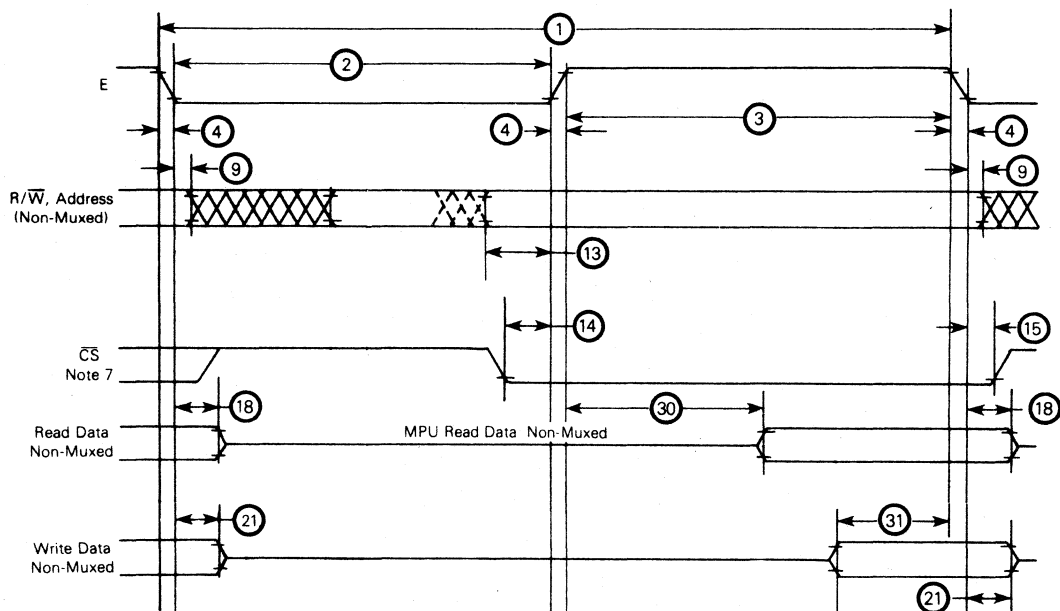 1
2
E
4
4
3
4
9
9
R/W̅, Address
(Non-Muxed)
13
14
15
C̅S̅
Note 7
18
30
18
Read Data
Non-Muxed
MPU Read Data Non-Muxed
21
31
Write Data
Non-Muxed
21